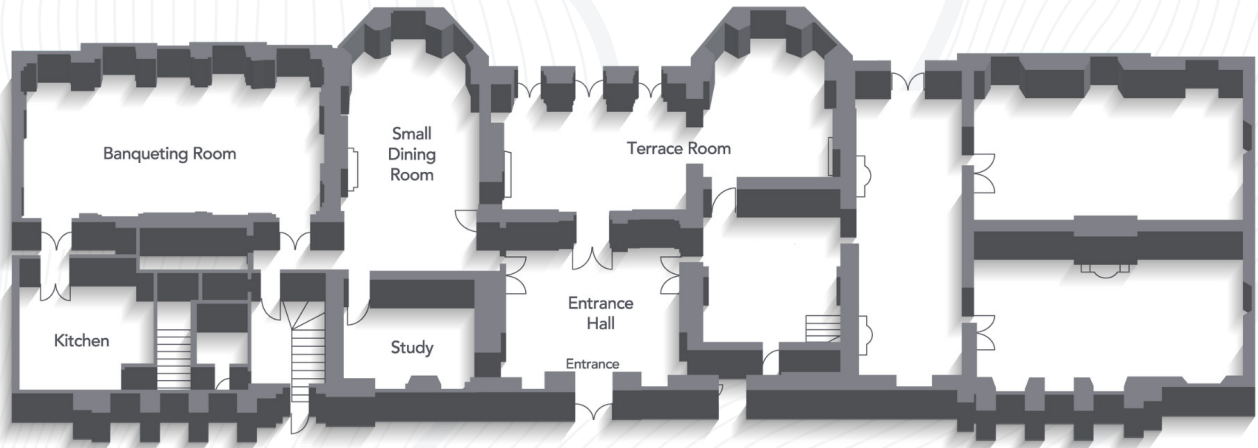 Banqueting Room
Small
Dining
Room
Terrace Room
Kitchen
Study
Entrance
Hall
Entrance